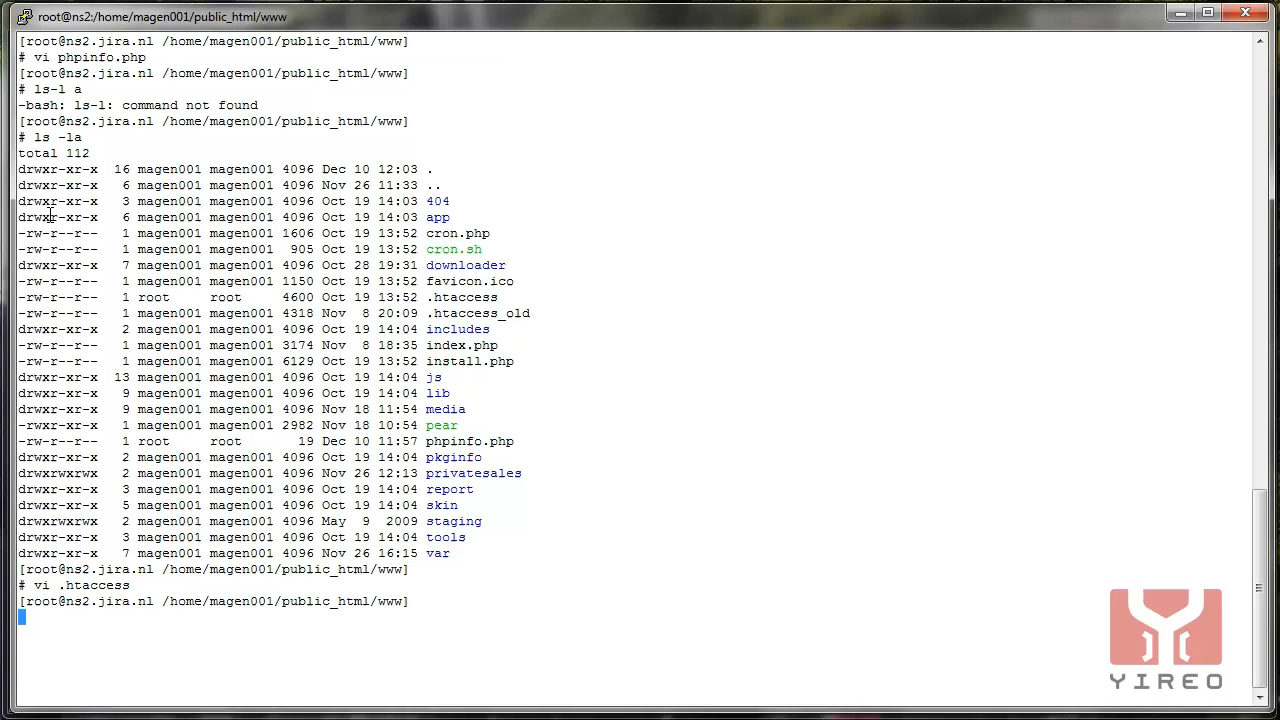 root@ns2:/home/magen001/public_html/www
[root@ns2.jira.nl /home/magen001/public_html/www]
# vi phpinfo.php
[root@ns2.jira.nl /home/magen001/public_html/www]
# ls-l a
-bash: ls-l: command not found
[root@ns2.jira.nl /home/magen001/public_html/www]
# ls -la
total 112
drwxr-xr-x  16 magen001 magen001 4096 Dec 10 12:03 .
drwxr-xr-x   6 magen001 magen001 4096 Nov 26 11:33 ..
drwxr-xr-x   3 magen001 magen001 4096 Oct 19 14:03 404
drwxr-xr-x   6 magen001 magen001 4096 Oct 19 14:03 app
-rw-r--r--   1 magen001 magen001 1606 Oct 19 13:52 cron.php
-rw-r--r--   1 magen001 magen001  905 Oct 19 13:52 cron.sh
drwxr-xr-x   7 magen001 magen001 4096 Oct 28 19:31 downloader
-rw-r--r--   1 magen001 magen001 1150 Oct 19 13:52 favicon.ico
-rw-r--r--   1 root     root     4600 Oct 19 13:52 .htaccess
-rw-r--r--   1 magen001 magen001 4318 Nov  8 20:09 .htaccess_old
drwxr-xr-x   2 magen001 magen001 4096 Oct 19 14:04 includes
-rw-r--r--   1 magen001 magen001 3174 Nov  8 18:35 index.php
-rw-r--r--   1 magen001 magen001 6129 Oct 19 13:52 install.php
drwxr-xr-x  13 magen001 magen001 4096 Oct 19 14:04 js
drwxr-xr-x   9 magen001 magen001 4096 Oct 19 14:04 lib
drwxr-xr-x   9 magen001 magen001 4096 Nov 18 11:54 media
-rw-r--r-x   1 magen001 magen001 2982 Nov 18 10:54 pear
-rw-r--r--   1 root     root       19 Dec 10 11:57 phpinfo.php
drwxr-xr-x   2 magen001 magen001 4096 Oct 19 14:04 pkginfo
drwxrwxrwx   2 magen001 magen001 4096 Nov 26 12:13 privatesales
drwxr-xr-x   3 magen001 magen001 4096 Oct 19 14:04 report
drwxr-xr-x   5 magen001 magen001 4096 Oct 19 14:04 skin
drwxrwxrwx   2 magen001 magen001 4096 May  9  2009 staging
drwxr-xr-x   3 magen001 magen001 4096 Oct 19 14:04 tools
drwxr-xr-x   7 magen001 magen001 4096 Nov 26 16:15 var
[root@ns2.jira.nl /home/magen001/public_html/www]
# vi .htaccess
[root@ns2.jira.nl /home/magen001/public_html/www]
YIREO